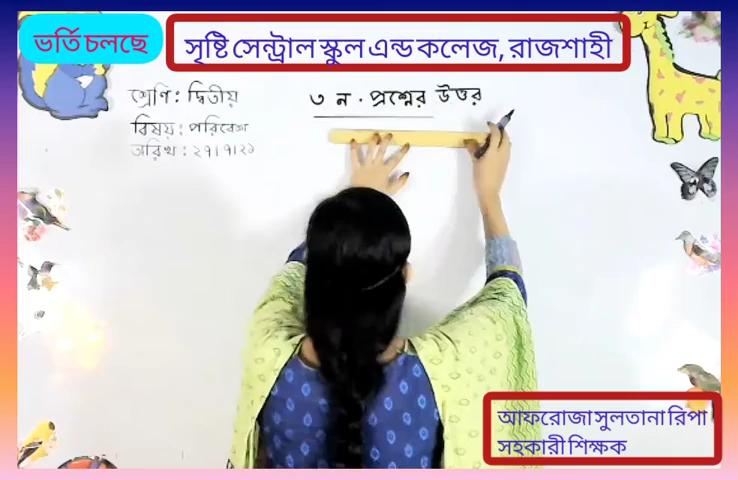 ভর্তি চলছে
সৃষ্টি সেন্ট্রাল স্কুল এন্ড কলেজ, রাজশাহী
শ্রেণি : দ্বিতীয়
৩ ন . প্রশ্নের উত্তর
বিষয় : পরিবেশ
তারিখ : ২৭।৭।২১
আফরোজা সুলতানা রিপা
সহকারী শিক্ষক